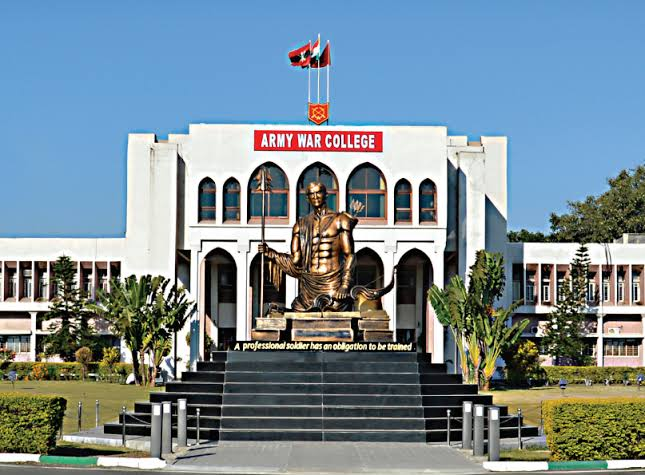 ARMY WAR COLLEGE
A professional soldier HAS AN OBLIGATION TO BE TRAINED